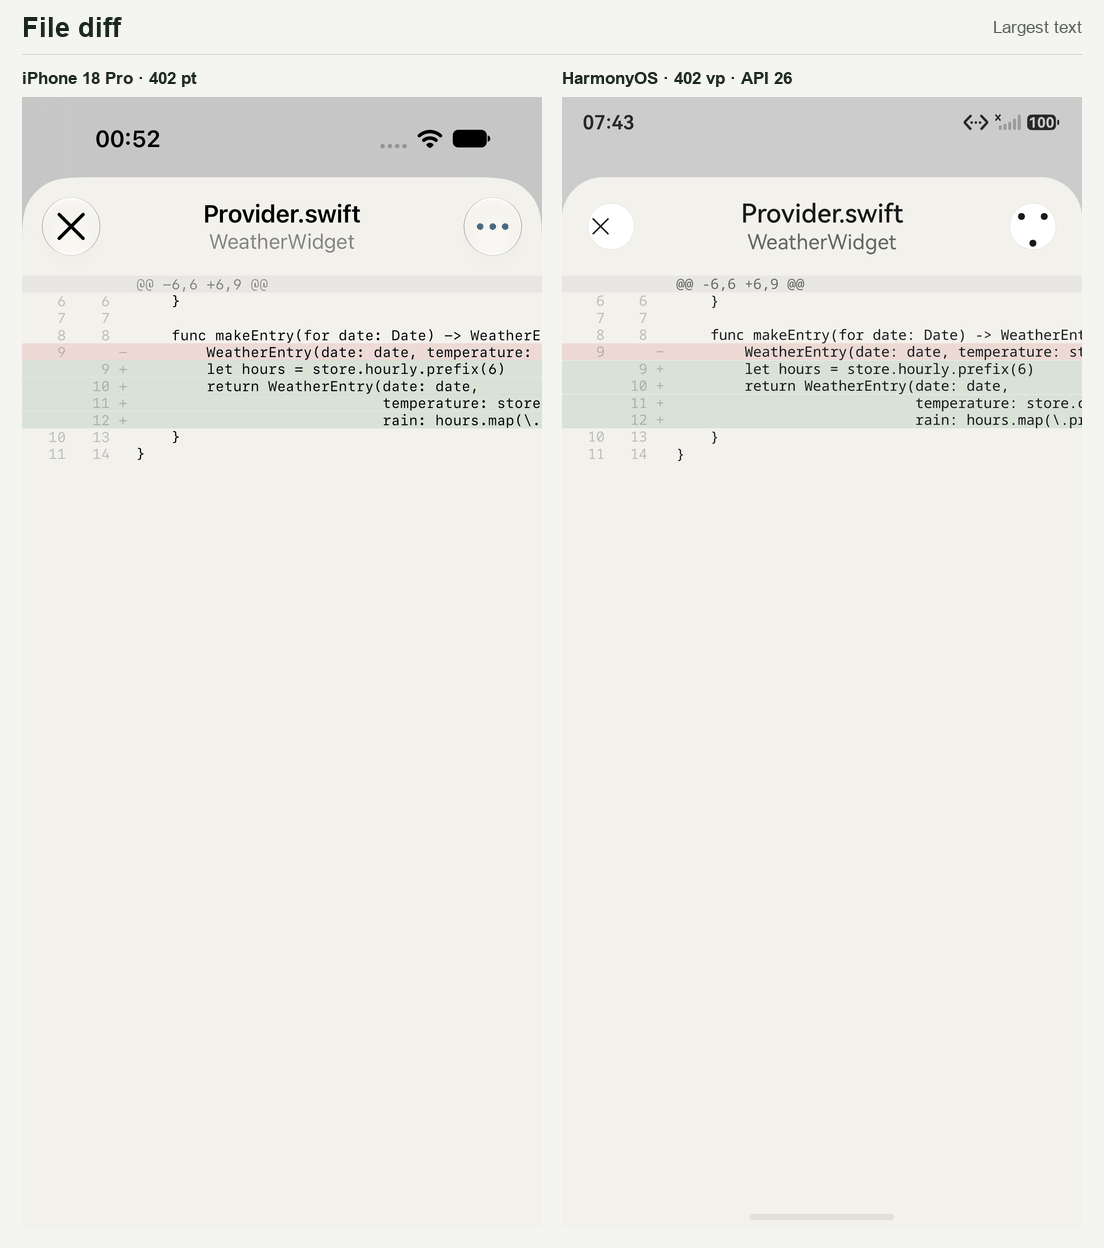 File diff
Largest text
iPhone 18 Pro · 402 pt
HarmonyOS · 402 vp · API 26
00:52
Provider.swift
WeatherWidget
@@ −6,6 +6,9 @@
6 6 }
7 7
8 8 func makeEntry(for date: Date) −> WeatherE
9 − WeatherEntry(date: date, temperature:
9 + let hours = store.hourly.prefix(6)
10 + return WeatherEntry(date: date,
11 + temperature: store
12 + rain: hours.map(\.
10 13 }
11 14 }
07:43
100
Provider.swift
WeatherWidget
@@ -6,6 +6,9 @@
6 6 }
7 7
8 8 func makeEntry(for date: Date) -> WeatherEnt
9 − WeatherEntry(date: date, temperature: st
9 + let hours = store.hourly.prefix(6)
10 + return WeatherEntry(date: date,
11 + temperature: store.c
12 + rain: hours.map(\.pr
10 13 }
11 14 }